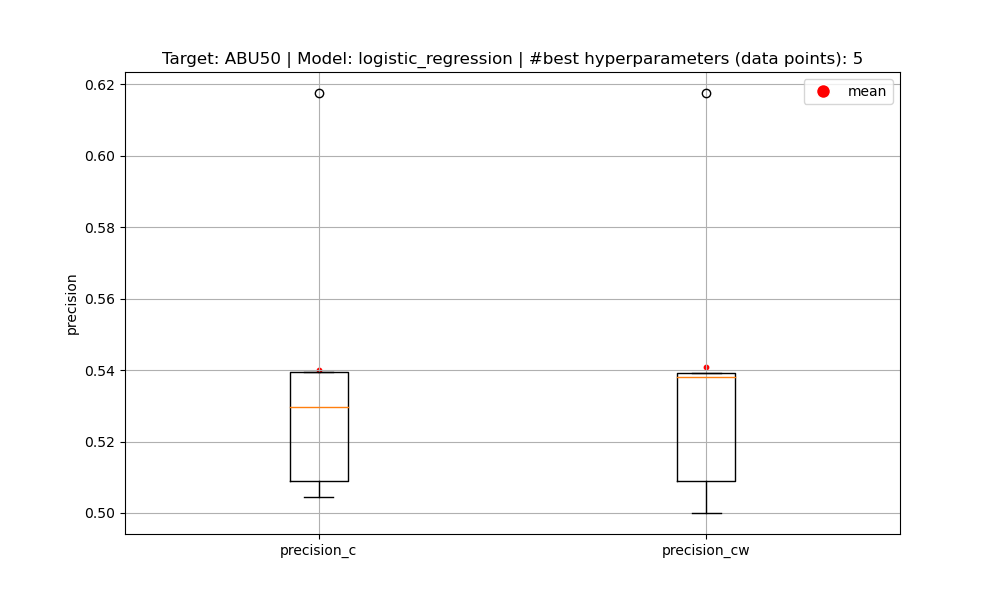 Target: ABU50 | Model: logistic_regression | #best hyperparameters (data points): 5
mean
0.62
0.60
0.58
0.56
0.54
0.52
0.50
precision
precision_c
precision_cw